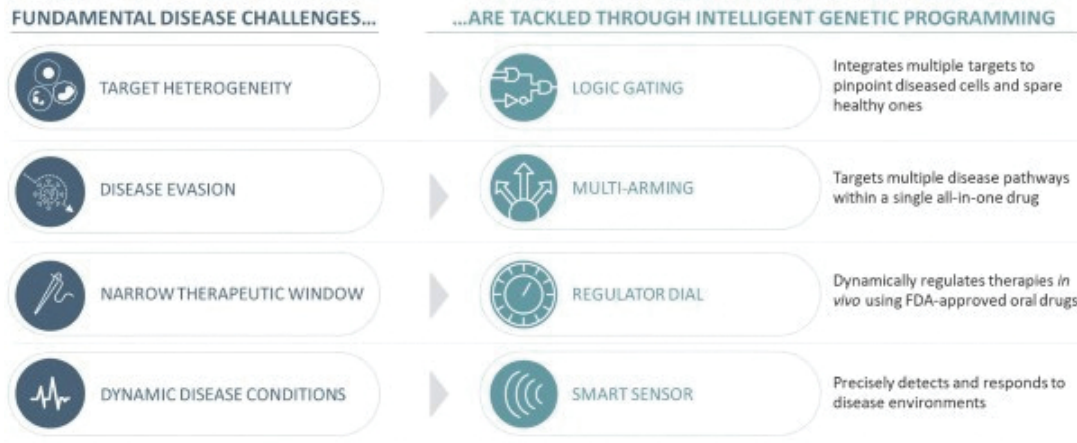 FUNDAMENTAL DISEASE CHALLENGES...
...ARE TACKLED THROUGH INTELLIGENT GENETIC PROGRAMMING
TARGET HETEROGENEITY
LOGIC GATING
Integrates multiple targets to
pinpoint diseased cells and spare
healthy ones
DISEASE EVASION
MULTI-ARMING
Targets multiple disease pathways
within a single all-in-one drug
NARROW THERAPEUTIC WINDOW
REGULATOR DIAL
Dynamically regulates therapies in
vivo using FDA-approved oral drugs
DYNAMIC DISEASE CONDITIONS
SMART SENSOR
Precisely detects and responds to
disease environments